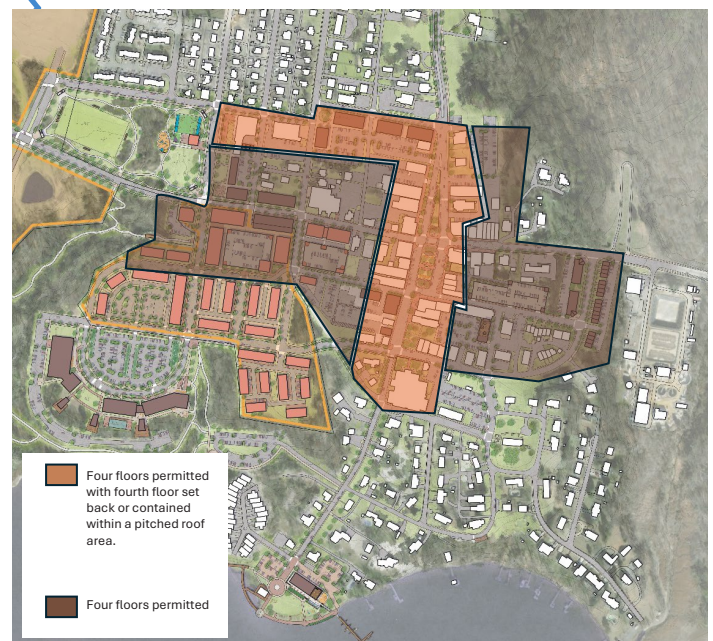 Four floors permitted
with fourth floor set
back or contained
within a pitched roof
area.
Four floors permitted